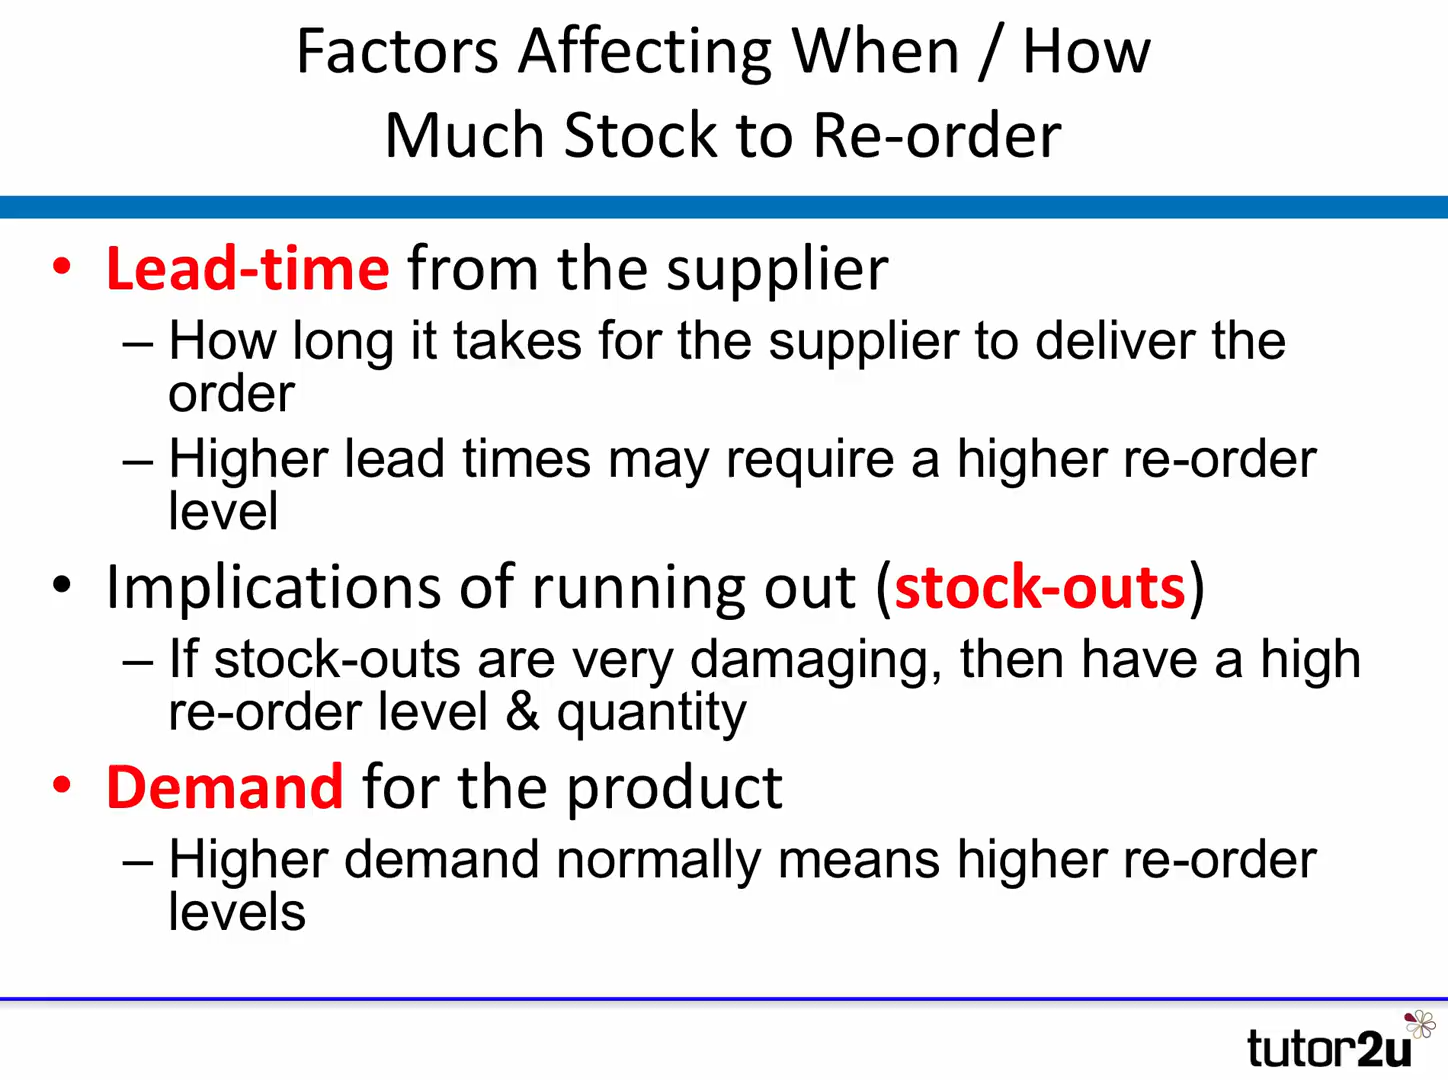 Factors Affecting When / How
Much Stock to Re-order
• Lead-time from the supplier
– How long it takes for the supplier to deliver the
order
– Higher lead times may require a higher re-order
level
• Implications of running out (stock-outs)
– If stock-outs are very damaging, then have a high
re-order level & quantity
• Demand for the product
– Higher demand normally means higher re-order
levels
tutor2u